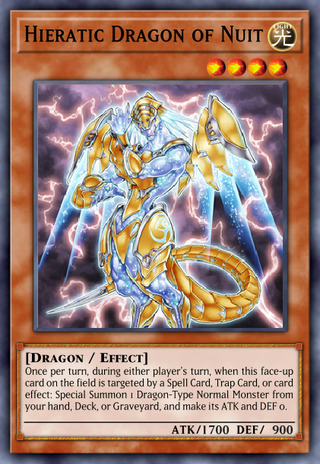 Hieratic Dragon of Nuit
LIGHT
光
[Dragon / Effect]
Once per turn, during either player's turn, when this face-up
card on the field is targeted by a Spell Card, Trap Card, or card
effect: Special Summon 1 Dragon-Type Normal Monster from
your hand, Deck, or Graveyard, and make its ATK and DEF 0.
ATK/1700 DEF/ 900